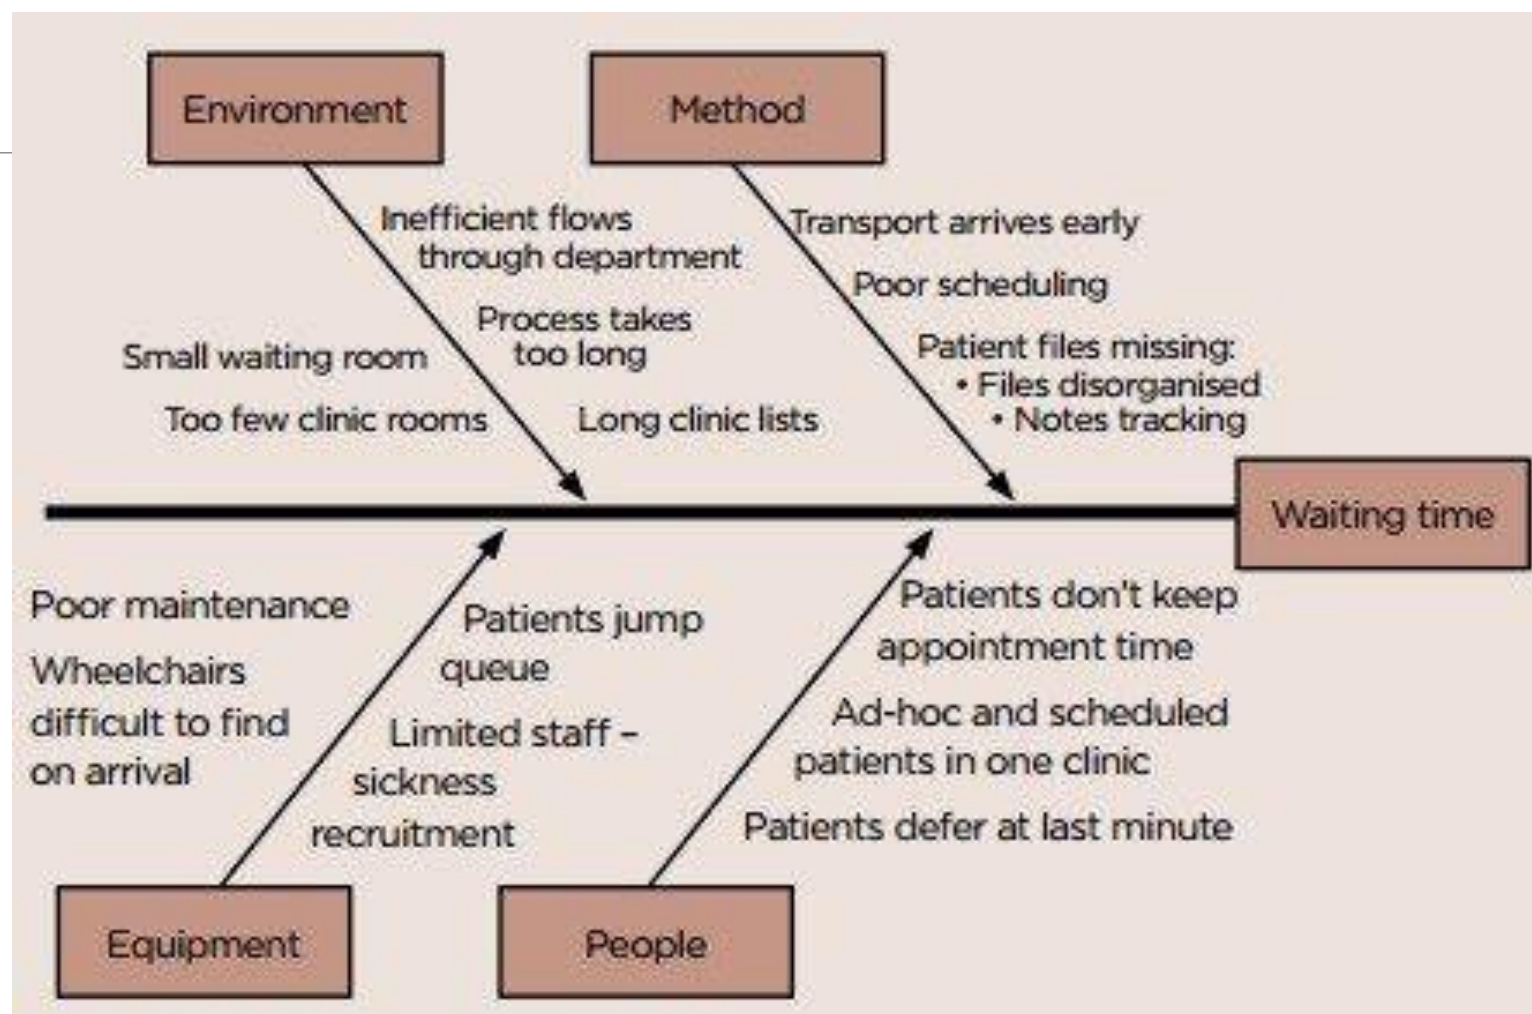 Environment
Method
Inefficient flows
through department
Process takes
too long
Small waiting room
Too few clinic rooms
Long clinic lists
Transport arrives early
Poor scheduling
Patient files missing:
• Files disorganised
• Notes tracking
Waiting time
Poor maintenance
Wheelchairs
difficult to find
on arrival
Patients jump
queue
Limited staff –
sickness
recruitment
Patients don't keep
appointment time
Ad-hoc and scheduled
patients in one clinic
Patients defer at last minute
Equipment
People